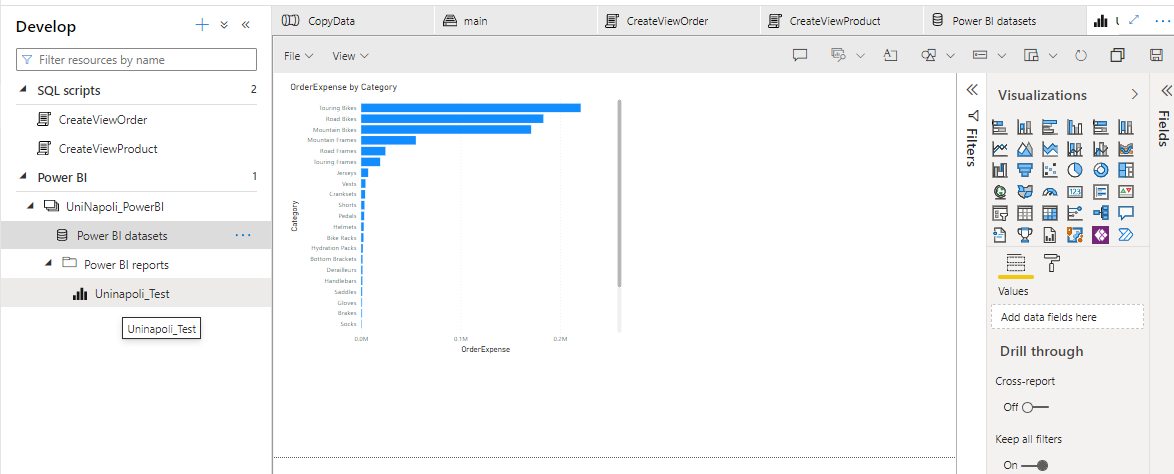 Develop
Filter resources by name
SQL scripts 2
CreateViewOrder
CreateViewProduct
Power BI 1
UniNapoli_PowerBI
Power BI datasets
Power BI reports
Uninapoli_Test
Uninapoli_Test
CopyData main CreateViewOrder CreateViewProduct Power BI datasets
File View
OrderExpense by Category
Category
Touring Bikes
Road Bikes
Mountain Bikes
Mountain Frames
Road Frames
Touring Frames
Jerseys
Vests
Cranksets
Shorts
Pedals
Helmets
Bike Racks
Hydration Packs
Bottom Brackets
Derailleurs
Handlebars
Saddles
Gloves
Brakes
Socks
0.0M 0.1M 0.2M
OrderExpense
Filters
Visualizations
123
Values
Add data fields here
Drill through
Cross-report
Off
Keep all filters
On
Fields